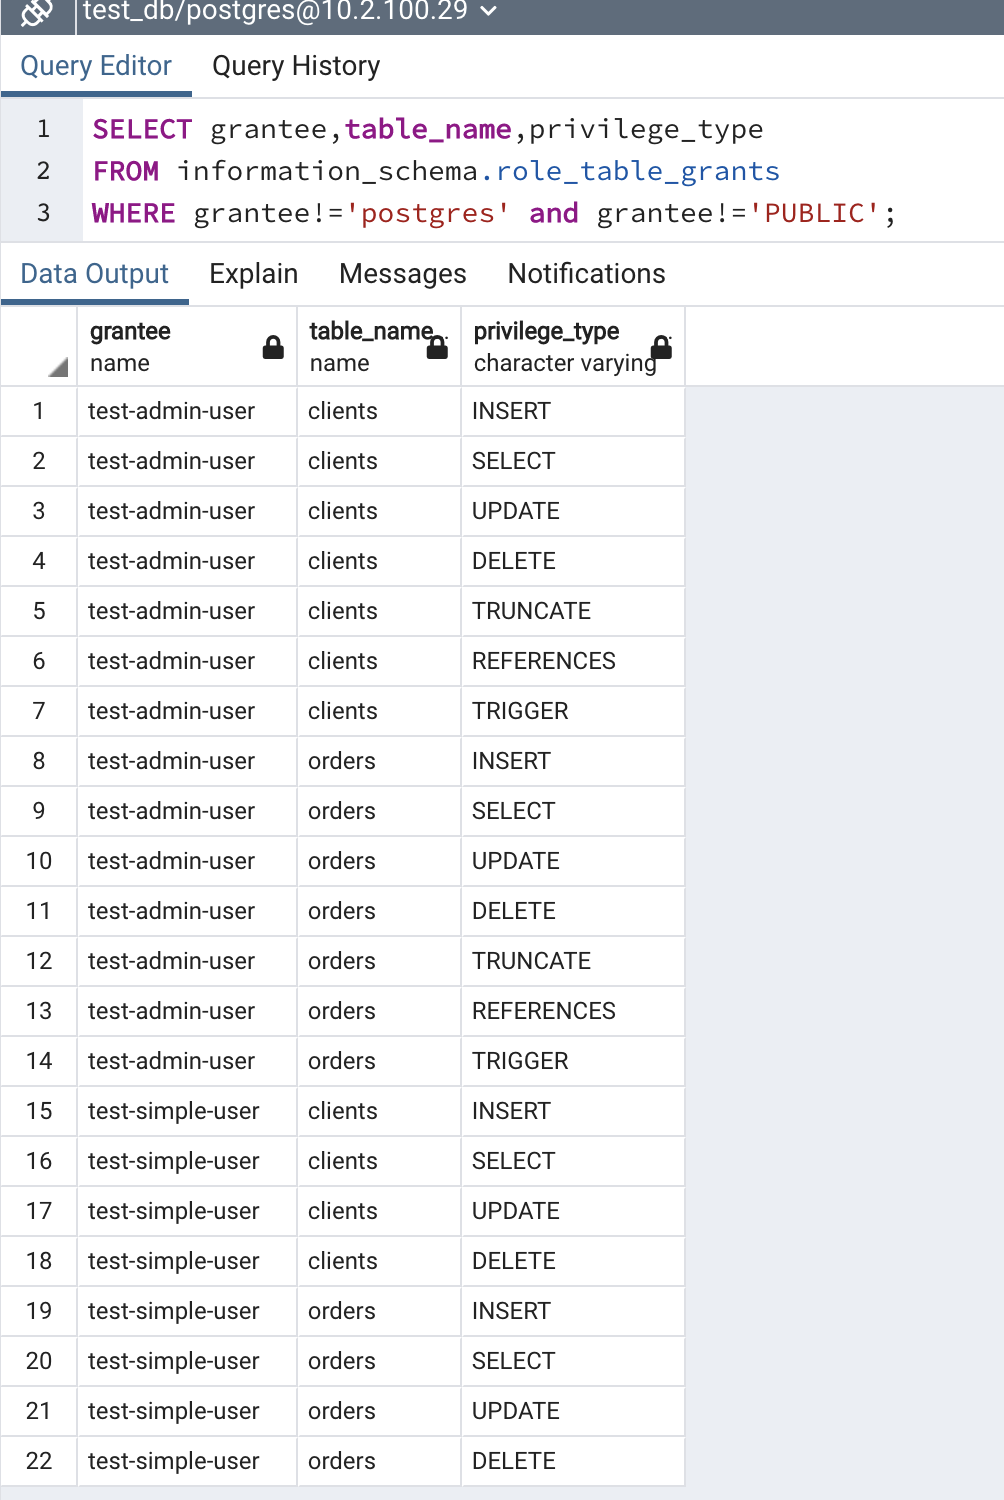 test_db/postgres@10.2.100.29
Query Editor Query History
1 SELECT grantee,table_name,privilege_type
2 FROM information_schema.role_table_grants
3 WHERE grantee!='postgres' and grantee!='PUBLIC';
Data Output Explain Messages Notifications
grantee table_name privilege_type
name name character varying
1 test-admin-user clients INSERT
2 test-admin-user clients SELECT
3 test-admin-user clients UPDATE
4 test-admin-user clients DELETE
5 test-admin-user clients TRUNCATE
6 test-admin-user clients REFERENCES
7 test-admin-user clients TRIGGER
8 test-admin-user orders INSERT
9 test-admin-user orders SELECT
10 test-admin-user orders UPDATE
11 test-admin-user orders DELETE
12 test-admin-user orders TRUNCATE
13 test-admin-user orders REFERENCES
14 test-admin-user orders TRIGGER
15 test-simple-user clients INSERT
16 test-simple-user clients SELECT
17 test-simple-user clients UPDATE
18 test-simple-user clients DELETE
19 test-simple-user orders INSERT
20 test-simple-user orders SELECT
21 test-simple-user orders UPDATE
22 test-simple-user orders DELETE